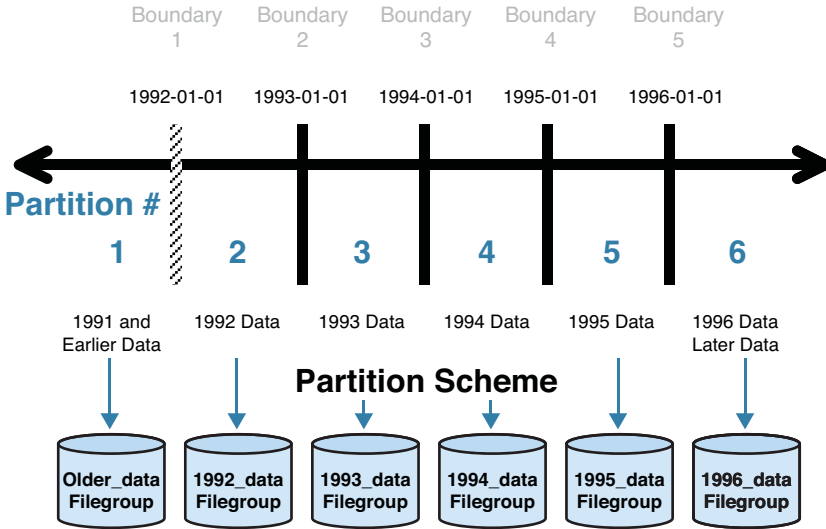 Boundary 1
Boundary 2
Boundary 3
Boundary 4
Boundary 5
1992-01-01
1993-01-01
1994-01-01
1995-01-01
1996-01-01
Partition #
1
2
3
4
5
6
1991 and
Earlier Data
1992 Data
1993 Data
1994 Data
1995 Data
1996 Data
Later Data
Partition Scheme
Older_data
Filegroup
1992_data
Filegroup
1993_data
Filegroup
1994_data
Filegroup
1995_data
Filegroup
1996_data
Filegroup